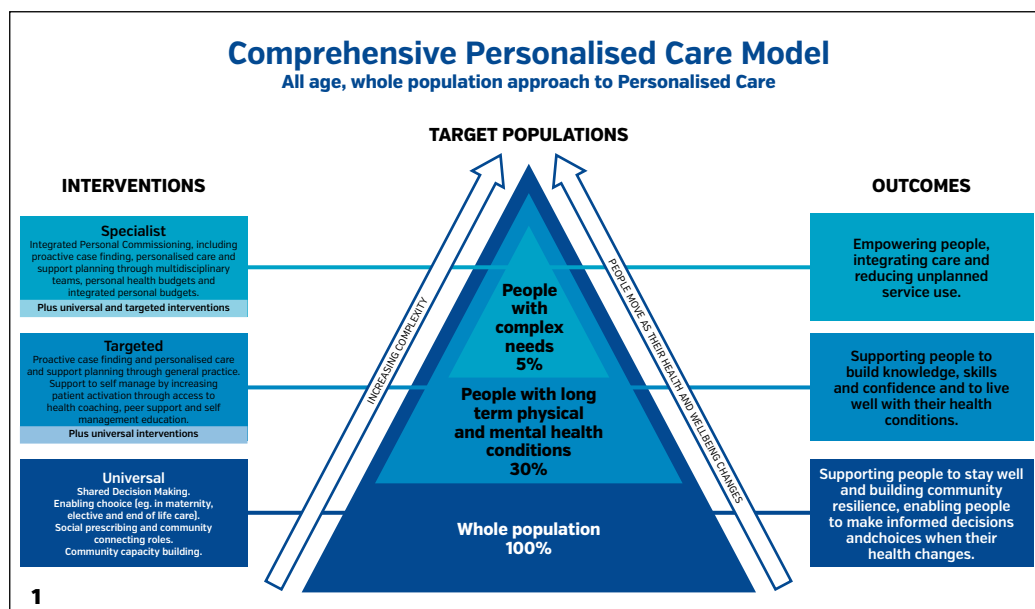 Comprehensive Personalised Care Model
All age, whole population approach to Personalised Care
TARGET POPULATIONS
INTERVENTIONS
OUTCOMES
Specialist
Integrated Personal Commissioning, including
proactive case finding, personalised care and
support planning through multidisciplinary
teams, personal health budgets and
integrated personal budgets.
Plus universal and targeted interventions
Targeted
Proactive case finding and personalised care
and support planning through general practice.
Support to self manage by increasing
patient activation through access to
health coaching, peer support and self
management education.
Plus universal interventions
Universal
Shared Decision Making.
Enabling choice (eg. in maternity,
elective and end of life care).
Social prescribing and community
connecting roles.
Community capacity building.
INCREASING COMPLEXITY
People
with
complex
needs
5%
People with long
term physical
and mental health
conditions
30%
Whole population
100%
PEOPLE MOVE AS THEIR HEALTH AND WELLBEING CHANGES
Empowering people,
integrating care and
reducing unplanned
service use.
Supporting people to
build knowledge, skills
and confidence and to live
well with their health
conditions.
Supporting people to stay well
and building community
resilience, enabling people
to make informed decisions
andchoices when their
health changes.
1